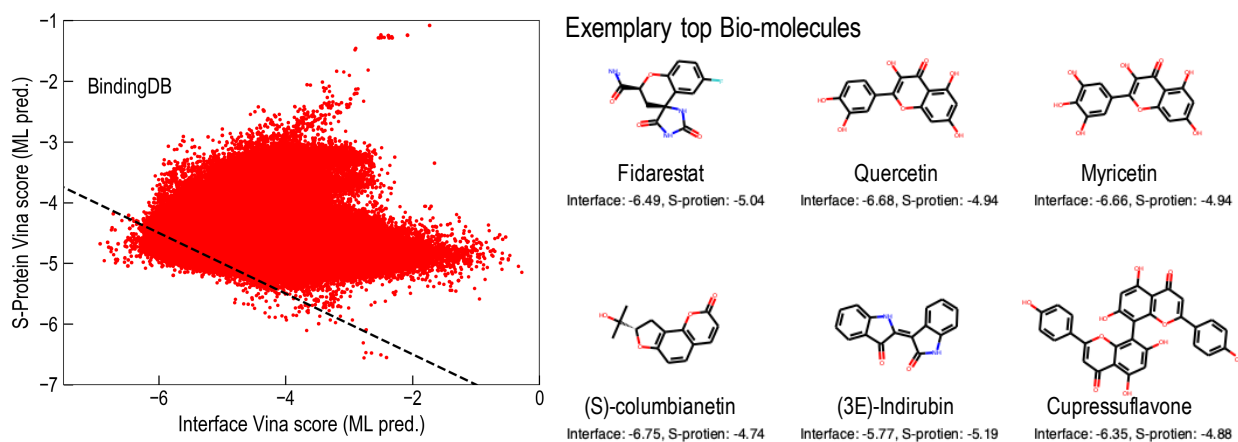 Exemplary top Bio-molecules
BindingDB
S-Protein Vina score (ML pred.)
−1
−2
−3
−4
−5
−6
−7
−6
−4
−2
0
Interface Vina score (ML pred.)
Fidarestat
Interface: -6.49, S-protien: -5.04
Quercetin
Interface: -6.68, S-protien: -4.94
Myricetin
Interface: -6.66, S-protien: -4.94
(S)-columbianetin
Interface: -6.75, S-protien: -4.74
(3E)-Indirubin
Interface: -5.77, S-protien: -5.19
Cupressuflavone
Interface: -6.35, S-protien: -4.88